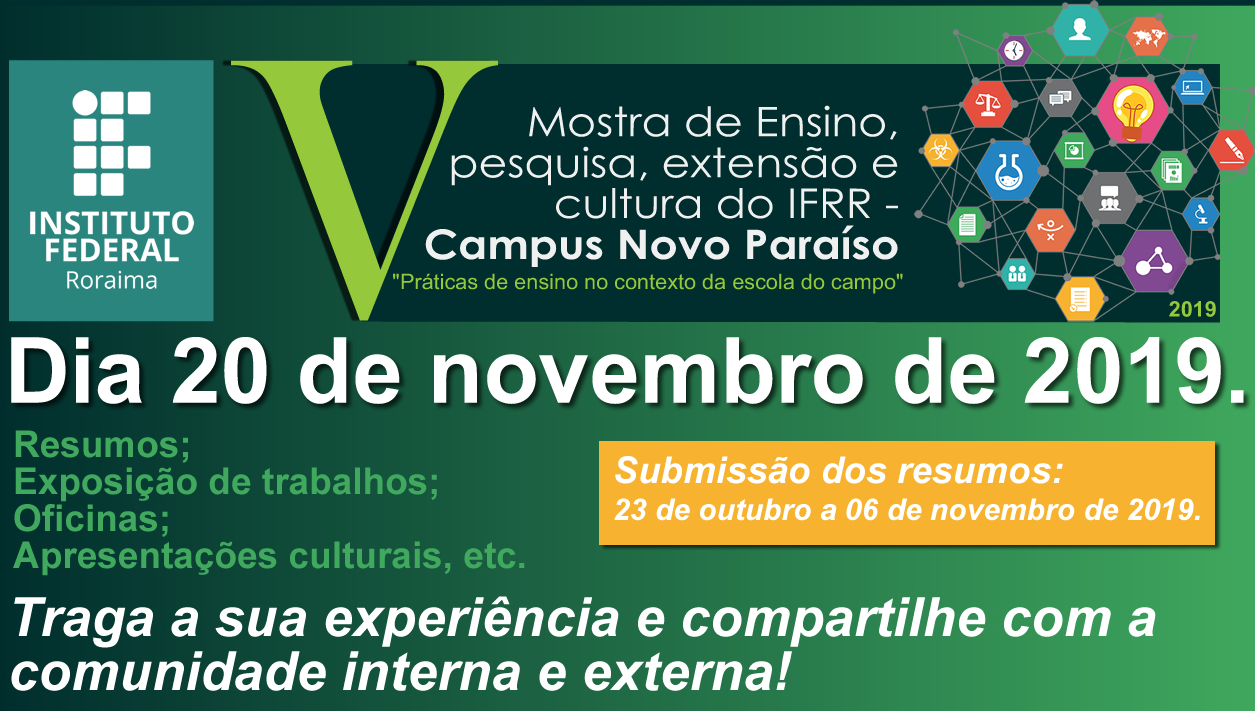 INSTITUTO
FEDERAL
Roraima
V
Mostra de Ensino,
pesquisa, extensão e
cultura do IFRR -
Campus Novo Paraíso
"Práticas de ensino no contexto da escola do campo"
2019
Dia 20 de novembro de 2019.
Resumos;
Exposição de trabalhos;
Oficinas;
Apresentações culturais, etc.
Submissão dos resumos:
23 de outubro a 06 de novembro de 2019.
Traga a sua experiência e compartilhe com a
comunidade interna e externa!